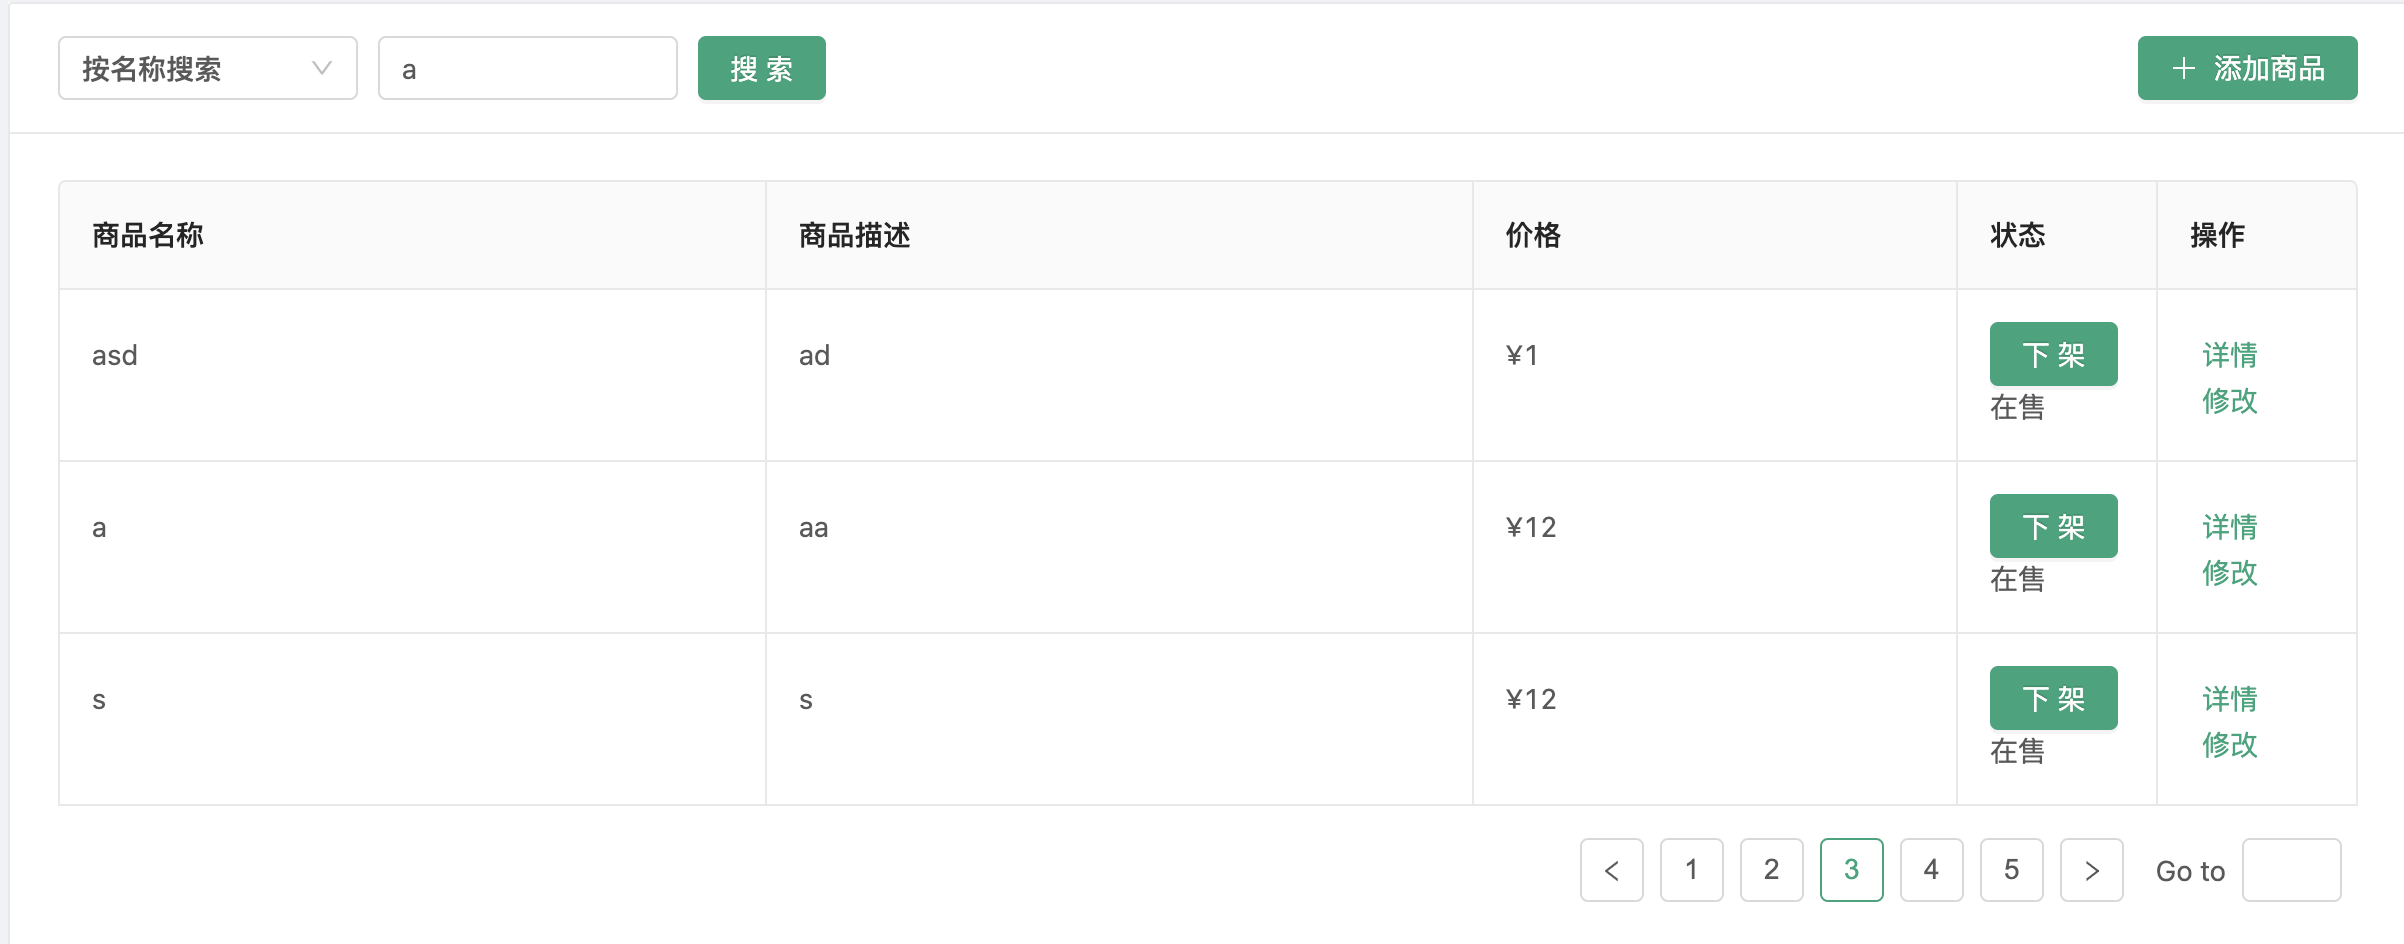 按名称搜索 a 搜 索 + 添加商品
商品名称 商品描述 价格 状态 操作
asd ad ¥1 下 架 详情
在售 修改
a aa ¥12 下 架 详情
在售 修改
s s ¥12 下 架 详情
在售 修改
< 1 2 3 4 5 > Go to